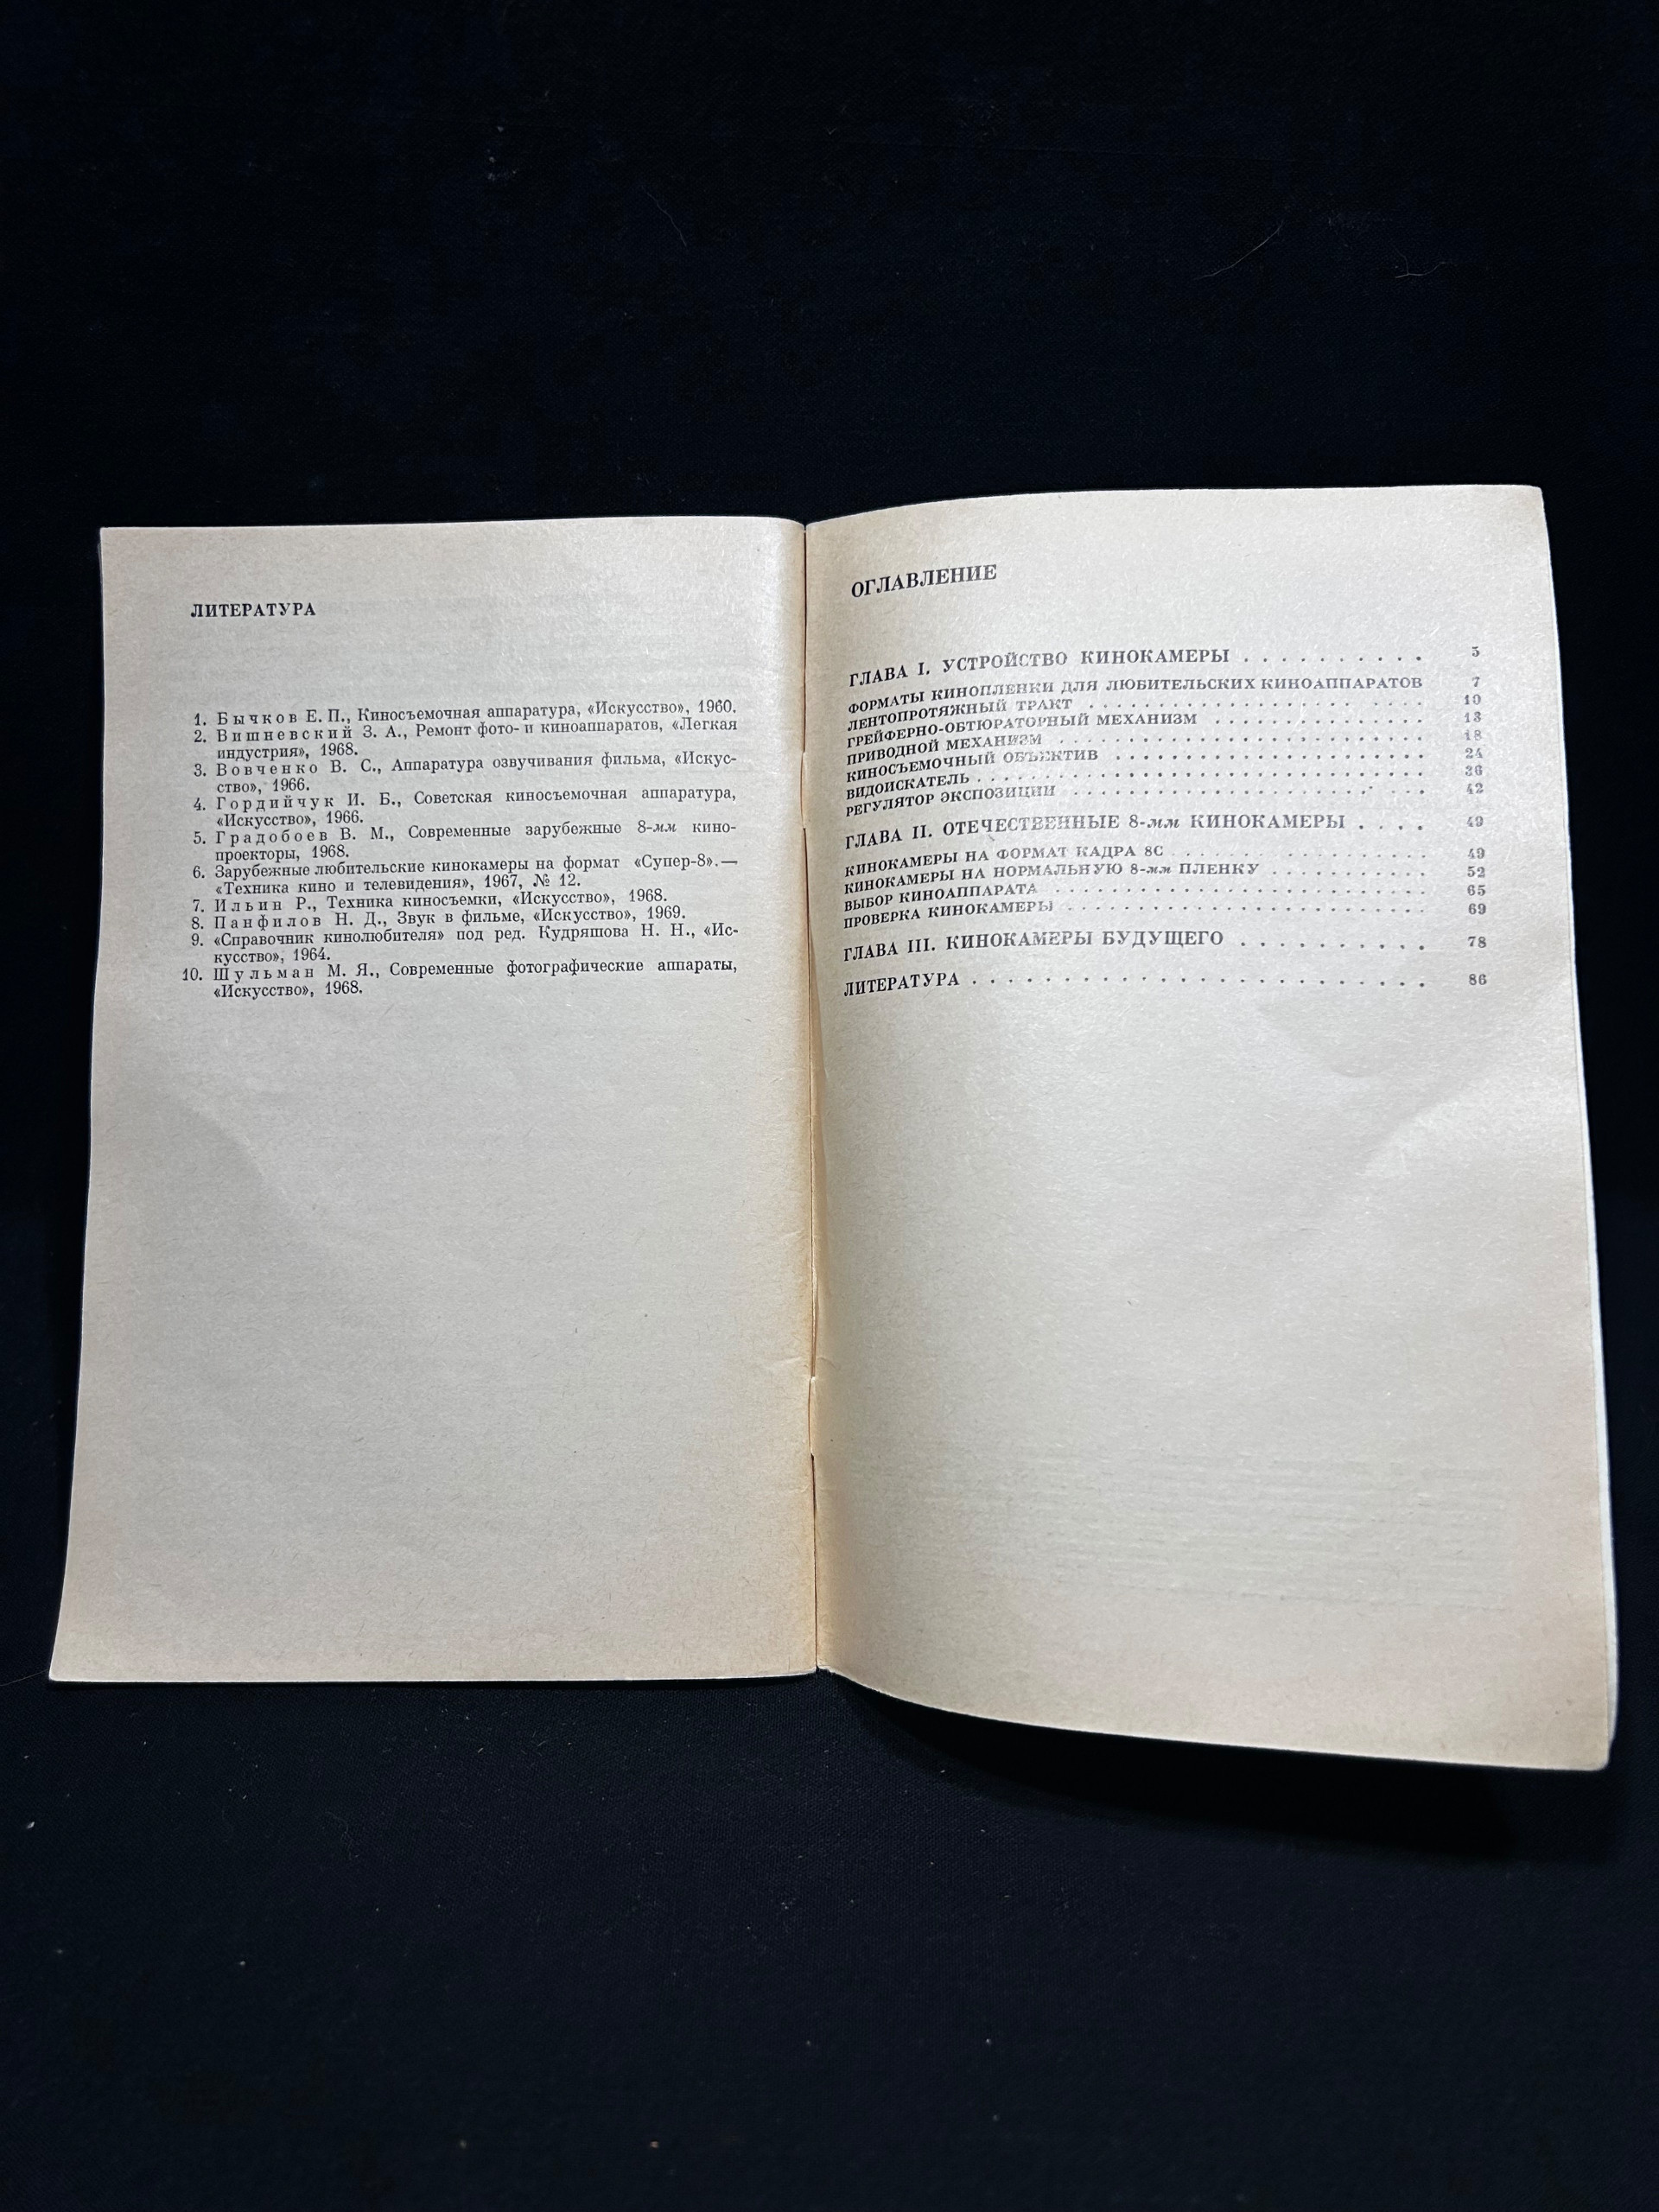 ЛИТЕРАТУРА
1. Бычков Е. П., Киносъемочная аппаратура, «Искусство», 1960.
2. Вишневский З. А., Ремонт фото- и киноаппаратов, «Легкая
индустрия», 1968.
3. Вовченко В. С., Аппаратура озвучивания фильма, «Искус-
ство», 1966.
4. Гордийчук И. Б., Советская киносъемочная аппаратура,
«Искусство», 1966.
5. Градобоев В. М., Современные зарубежные 8-мм кино-
проекторы, 1968.
6. Зарубежные любительские кинокамеры на формат «Супер-8».—
«Техника кино и телевидения», 1967, № 12.
7. Ильин Р., Техника киносъемки, «Искусство», 1968.
8. Панфилов Н. Д., Звук в фильме, «Искусство», 1969.
9. «Справочник кинолюбителя» под ред. Кудряшова Н. Н., «Ис-
кусство», 1964.
10. Шульман М. Я., Современные фотографические аппараты,
«Искусство», 1968.
ОГЛАВЛЕНИЕ
ГЛАВА I. УСТРОЙСТВО КИНОКАМЕРЫ . . . . . . . . . . 5
ФОРМАТЫ КИНОПЛЕНКИ ДЛЯ ЛЮБИТЕЛЬСКИХ КИНОАППАРАТОВ 7
ЛЕНТОПРОТЯЖНЫЙ ТРАКТ . . . . . . . . . . 10
ГРЕЙФЕРНО-ОБТЮРАТОРНЫЙ МЕХАНИЗМ . . . . . . . . . . 13
ПРИВОДНОЙ МЕХАНИЗМ . . . . . . . . . . 18
КИНОСЪЕМОЧНЫЙ ОБЪЕКТИВ . . . . . . . . . . 24
ВИДОИСКАТЕЛЬ . . . . . . . . . . 36
РЕГУЛЯТОР ЭКСПОЗИЦИИ . . . . . . . . . . 42
ГЛАВА II. ОТЕЧЕСТВЕННЫЕ 8-мм КИНОКАМЕРЫ . . . . 49
КИНОКАМЕРЫ НА ФОРМАТ КАДРА 8С . . . . . . . . . . 49
КИНОКАМЕРЫ НА НОРМАЛЬНУЮ 8-мм ПЛЕНКУ . . . . . . . . . . 52
ВЫБОР КИНОАППАРАТА . . . . . . . . . . 65
ПРОВЕРКА КИНОКАМЕРЫ . . . . . . . . . . 69
ГЛАВА III. КИНОКАМЕРЫ БУДУЩЕГО . . . . . . . . . . 78
ЛИТЕРАТУРА . . . . . . . . . . 86